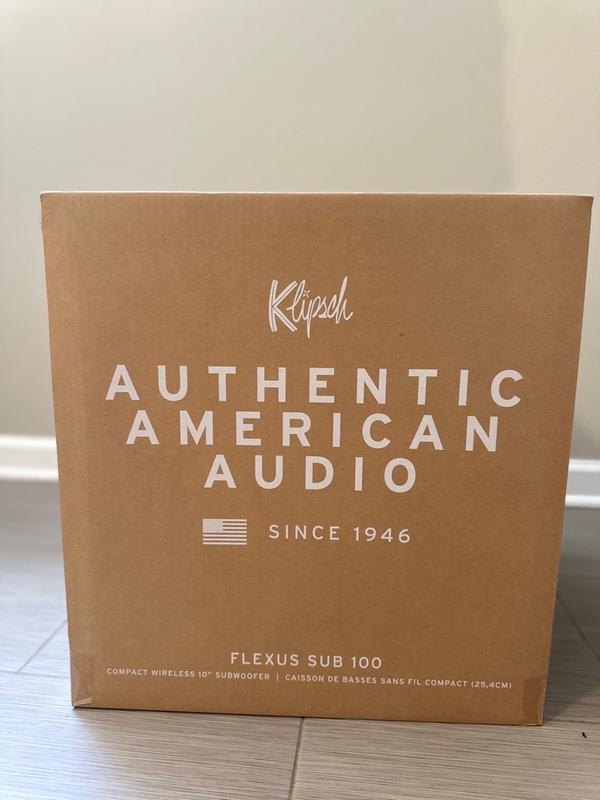 Klipsch
AUTHENTIC
AMERICAN
AUDIO
SINCE 1946
FLEXUS SUB 100
COMPACT WIRELESS 10" SUBWOOFER | CAISSON DE BASSES SANS FIL COMPACT (25,4CM)